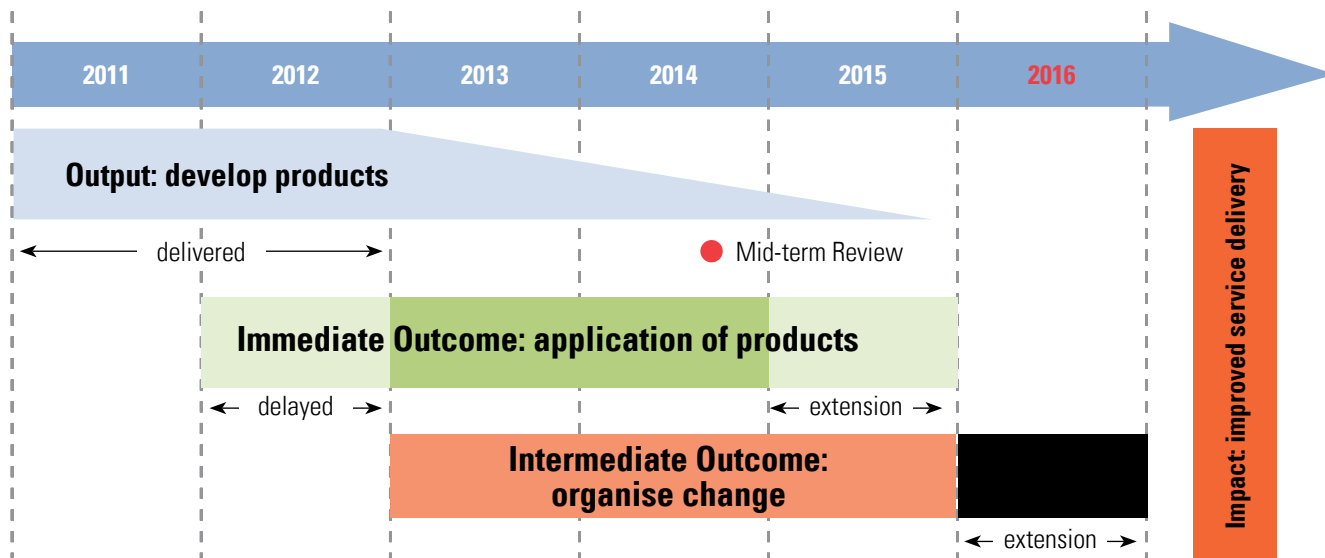 2011
2012
2013
2014
2015
2016
Output: develop products
delivered
Mid-term Review
Immediate Outcome: application of products
delayed
extension
Intermediate Outcome:
organise change
extension
Impact: improved service delivery